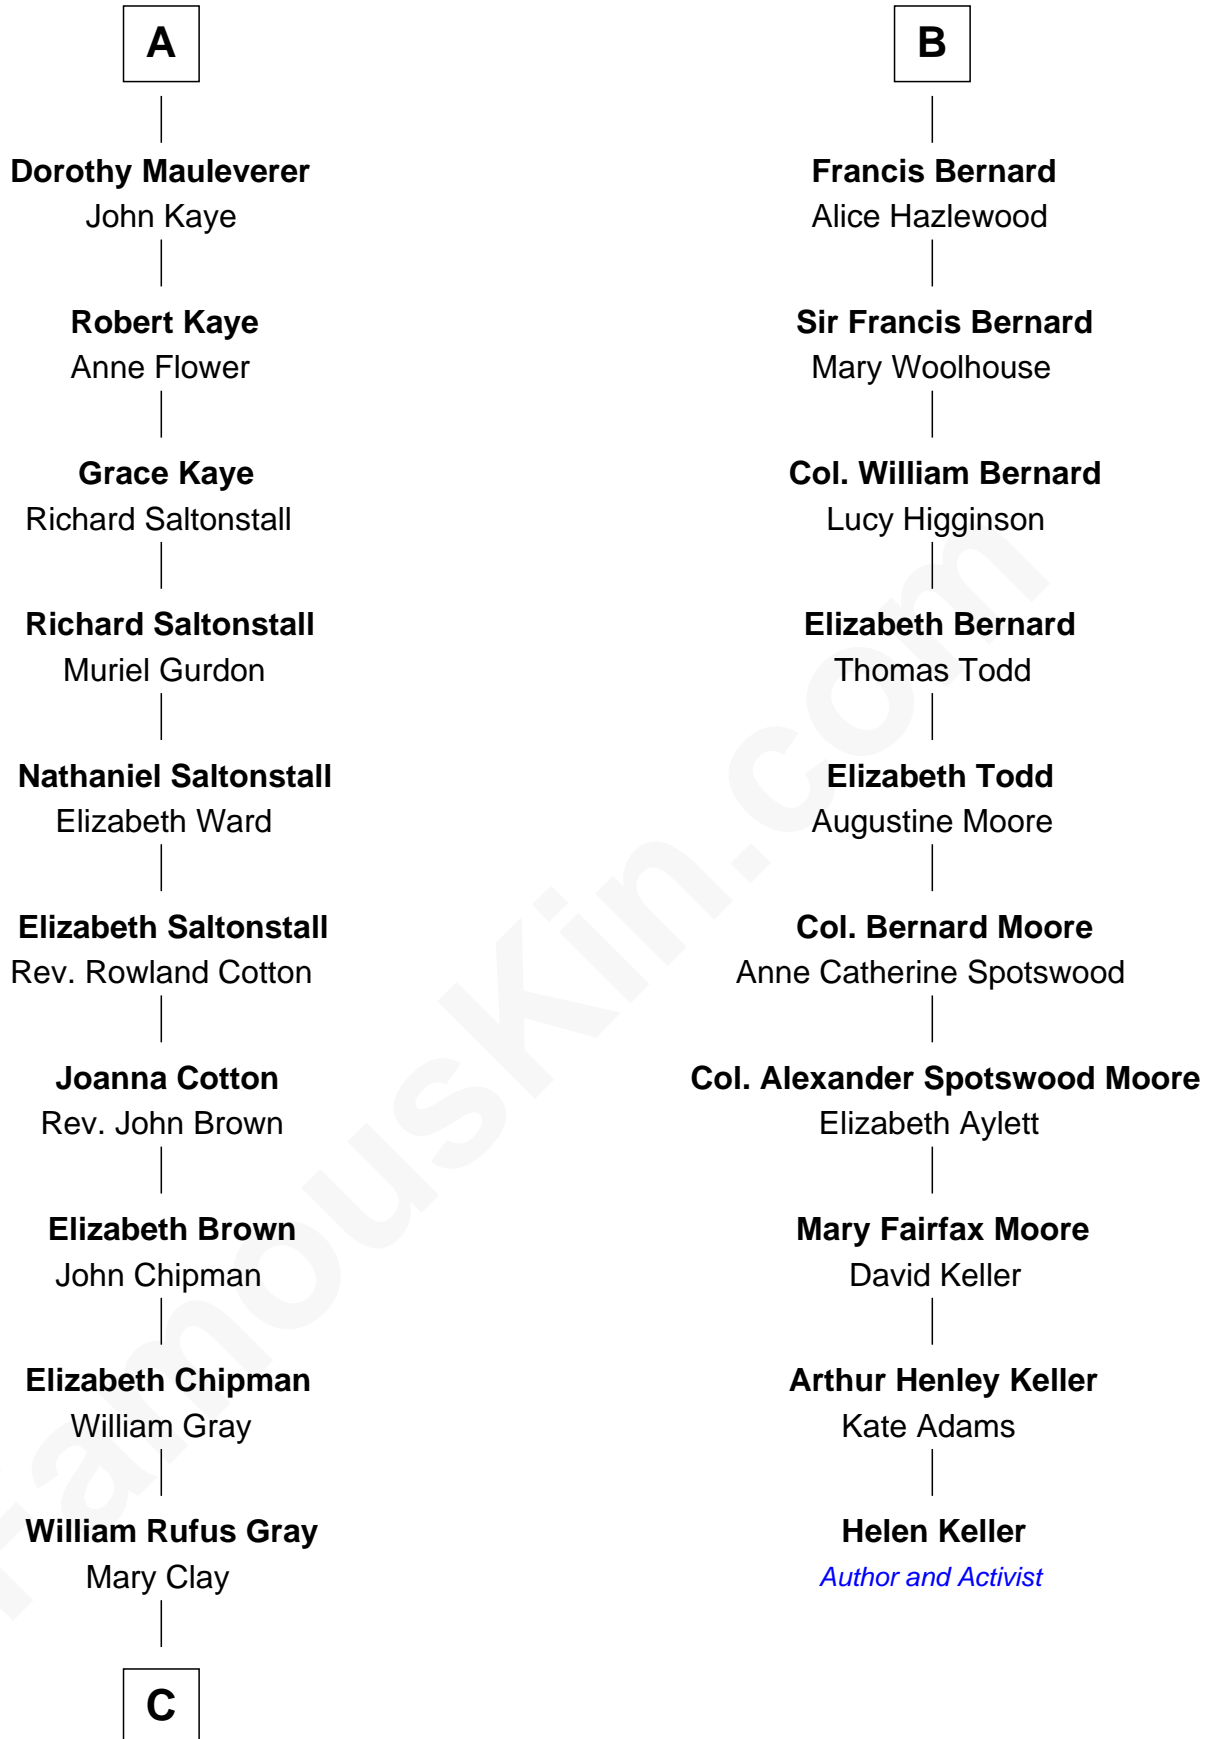 A
Dorothy Mauleverer
John Kaye
Robert Kaye
Anne Flower
Grace Kaye
Richard Saltonstall
Richard Saltonstall
Muriel Gurdon
Nathaniel Saltonstall
Elizabeth Ward
Elizabeth Saltonstall
Rev. Rowland Cotton
Joanna Cotton
Rev. John Brown
Elizabeth Brown
John Chipman
Elizabeth Chipman
William Gray
William Rufus Gray
Mary Clay
C
B
Francis Bernard
Alice Hazlewood
Sir Francis Bernard
Mary Woolhouse
Col. William Bernard
Lucy Higginson
Elizabeth Bernard
Thomas Todd
Elizabeth Todd
Augustine Moore
Col. Bernard Moore
Anne Catherine Spotswood
Col. Alexander Spotswood Moore
Elizabeth Aylett
Mary Fairfax Moore
David Keller
Arthur Henley Keller
Kate Adams
Helen Keller
Author and Activist
FamousKin.com